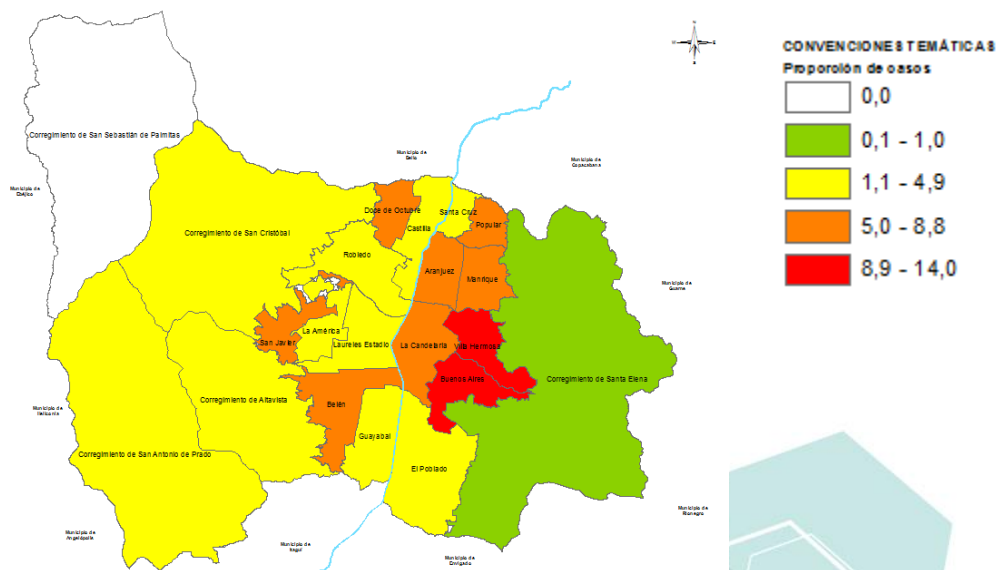 CONVENCIONES TEMÁTICAS
Proporción de casos
0,0
0,1 - 1,0
1,1 - 4,9
5,0 - 8,8
8,9 - 14,0
Corregimiento de San Sebastián de Palmitas
Municipio de
Bello
Municipio de
Copacabana
Municipio de
Ebéjico
Doce de Octubre
Santa Cruz
Castilla
Popular
Corregimiento de San Cristóbal
Robledo
Aranjuez
Manrique
Municipio de
Guarne
San Javier
La América
Laureles Estadio
La Candelaria
Villa Hermosa
Buenos Aires
Corregimiento de Santa Elena
Corregimiento de Altavista
Belén
Municipio de
Heliconia
Guayabal
Corregimiento de San Antonio de Prado
El Poblado
Municipio de
Angelópolis
Municipio de
Itagüí
Municipio de
Envigado
Municipio de
Rionegro